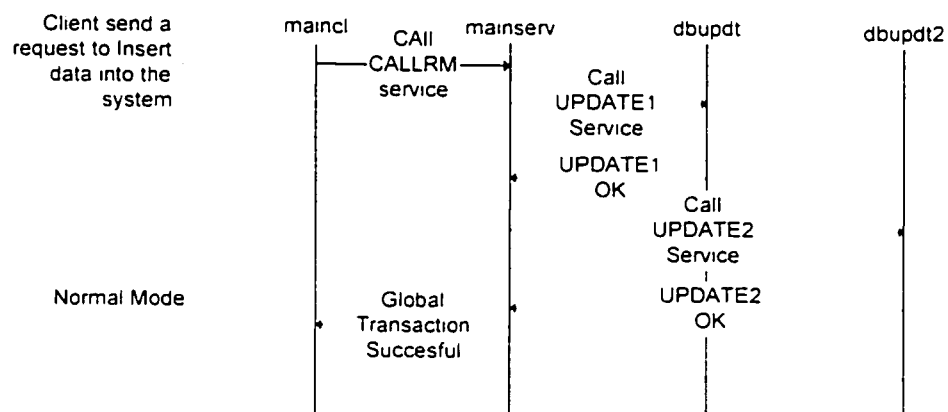 Client send a
request to Insert
data into the
system
maincl
CAll
CALLRM
service
mainserv
dbupdt
dbupdt2
Call
UPDATE1
Service
UPDATE1
OK
Call
UPDATE2
Service
Normal Mode
Global
Transaction
Succesful
UPDATE2
OK